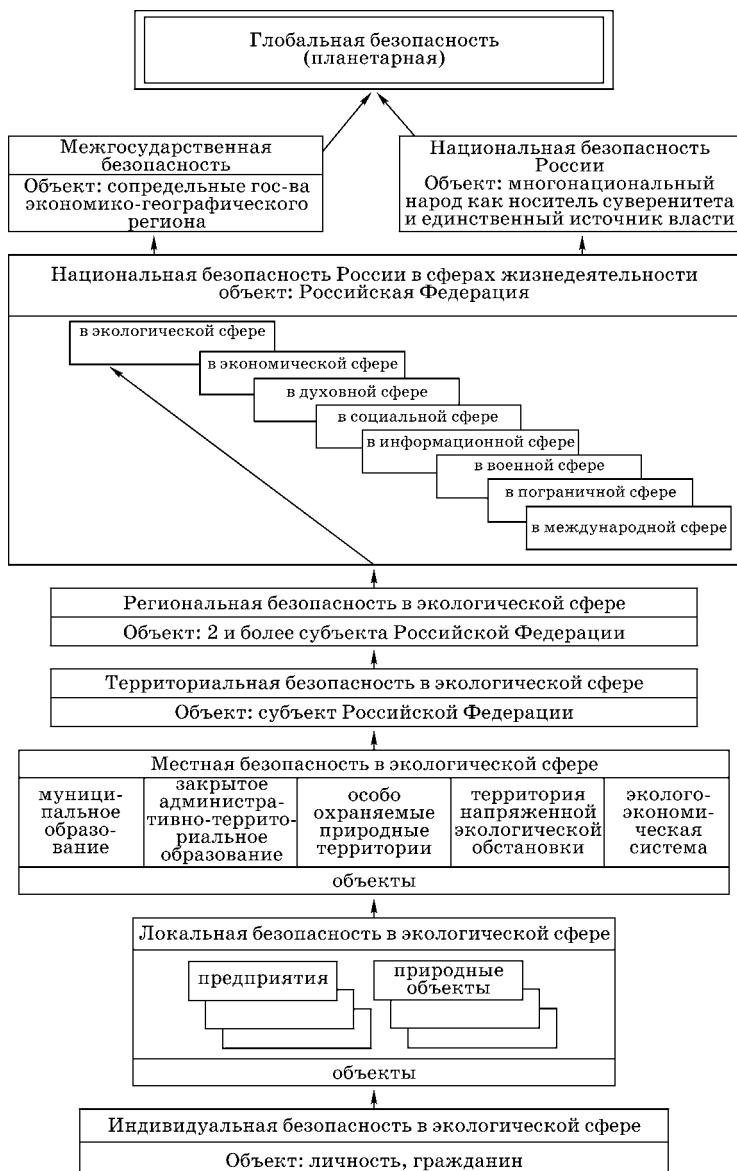 Глобальная безопасность
(планетарная)
Межгосударственная
безопасность
Объект: сопредельные гос-ва
экономико-географического
региона
Национальная безопасность
России
Объект: многонациональный
народ как носитель суверенитета
и единственный источник власти
Национальная безопасность России в сферах жизнедеятельности
объект: Российская Федерация
в экологической сфере
в экономической сфере
в духовной сфере
в социальной сфере
в информационной сфере
в военной сфере
в пограничной сфере
в международной сфере
Региональная безопасность в экологической сфере
Объект: 2 и более субъекта Российской Федерации
Территориальная безопасность в экологической сфере
Объект: субъект Российской Федерации
Местная безопасность в экологической сфере
муници-
пальное
образо-
вание
закрытое
администра-
тивно-террито-
риальное
образование
особо
охраняемые
природные
территории
территория
напряженной
экологической
обстановки
эколого-
экономи-
ческая
система
объекты
Локальная безопасность в экологической сфере
предприятия
природные
объекты
объекты
Индивидуальная безопасность в экологической сфере
Объект: личность, гражданин